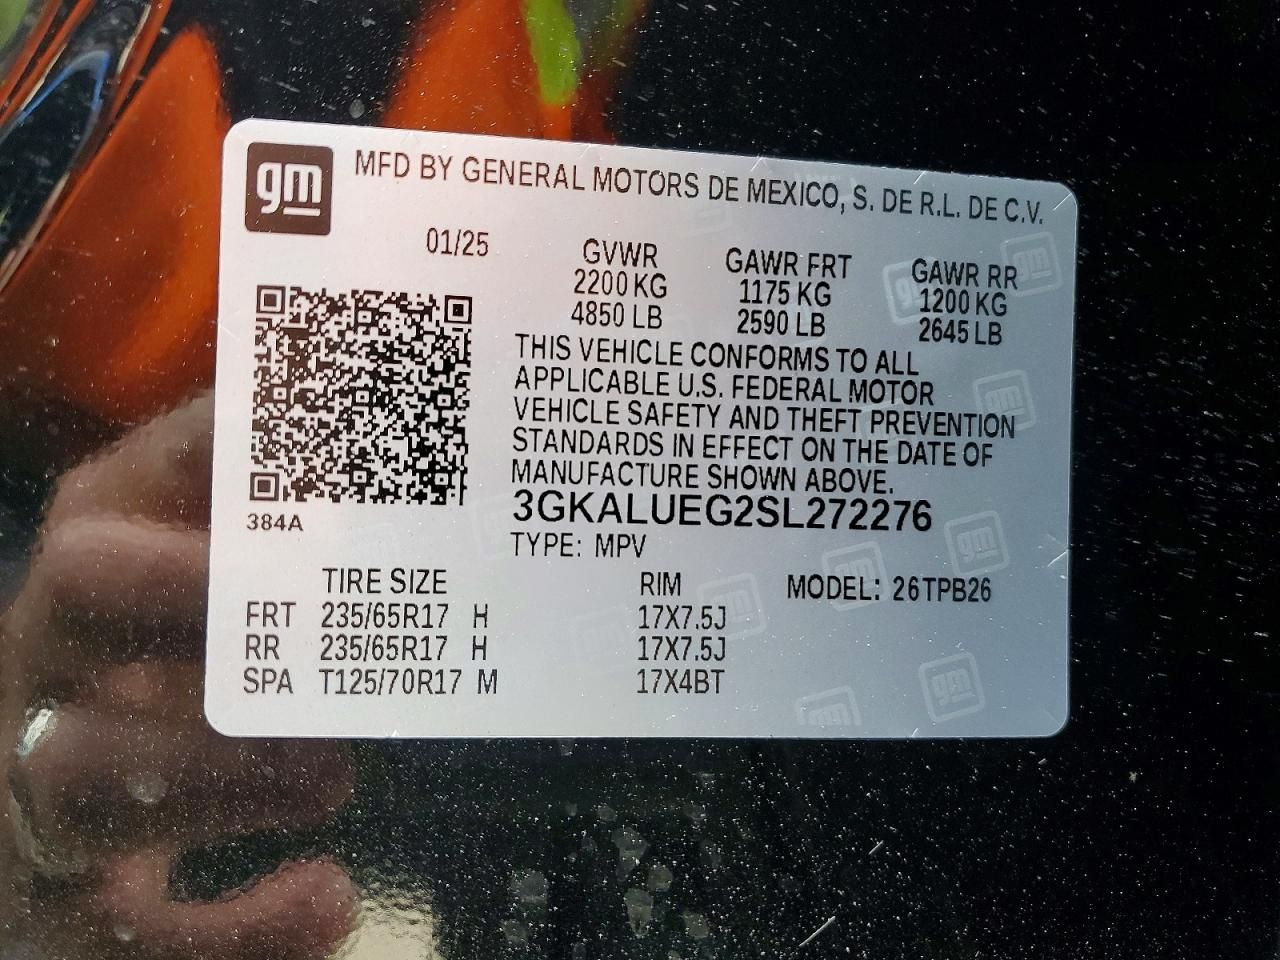 gm MFD BY GENERAL MOTORS DE MEXICO, S. DE R.L. DE C.V.
01/25 GVWR GAWR FRT GAWR RR
2200 KG 1175 KG 1200 KG
4850 LB 2590 LB 2645 LB
THIS VEHICLE CONFORMS TO ALL
APPLICABLE U.S. FEDERAL MOTOR
VEHICLE SAFETY AND THEFT PREVENTION
STANDARDS IN EFFECT ON THE DATE OF
MANUFACTURE SHOWN ABOVE.
3GKALUEG2SL272276
384A
TYPE: MPV
TIRE SIZE RIM MODEL: 26TPB26
FRT 235/65R17 H 17X7.5J
RR 235/65R17 H 17X7.5J
SPA T125/70R17 M 17X4BT